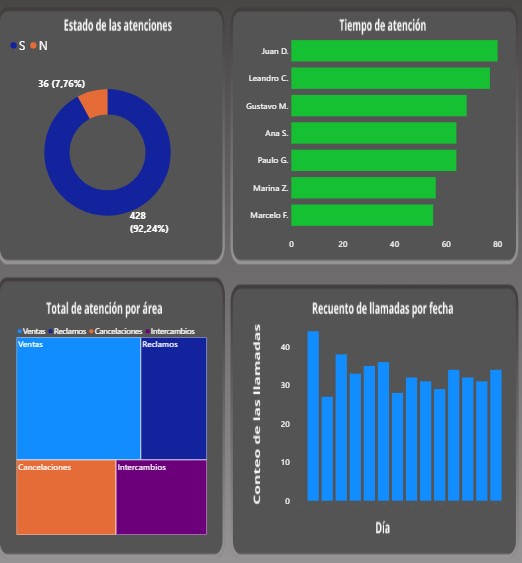 Estado de las atenciones
S N
36 (7,76%)
428
(92,24%)
Tiempo de atención
Juan D.
Leandro C.
Gustavo M.
Ana S.
Paulo G.
Marina Z.
Marcelo F.
0 20 40 60 80
Total de atención por área
Ventas Reclamos Cancelaciones Intercambios
Ventas
Reclamos
Cancelaciones
Intercambios
Recuento de llamadas por fecha
Conteo de las llamadas
40
30
20
10
0
Día